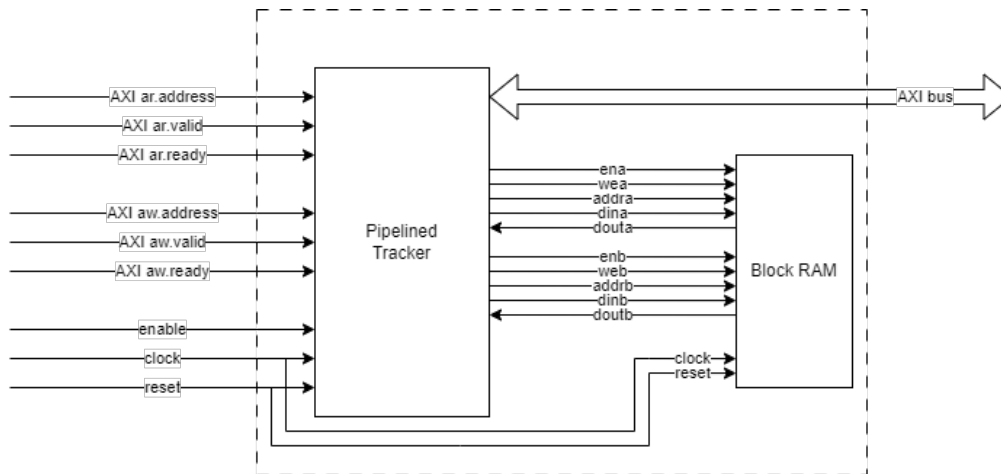 AXI ar.address
AXI ar.valid
AXI ar.ready
AXI aw.address
AXI aw.valid
AXI aw.ready
enable
clock
reset
Pipelined
Tracker
AXI bus
ena
wea
addra
dina
douta
enb
web
addrb
dinb
doutb
clock
reset
Block RAM